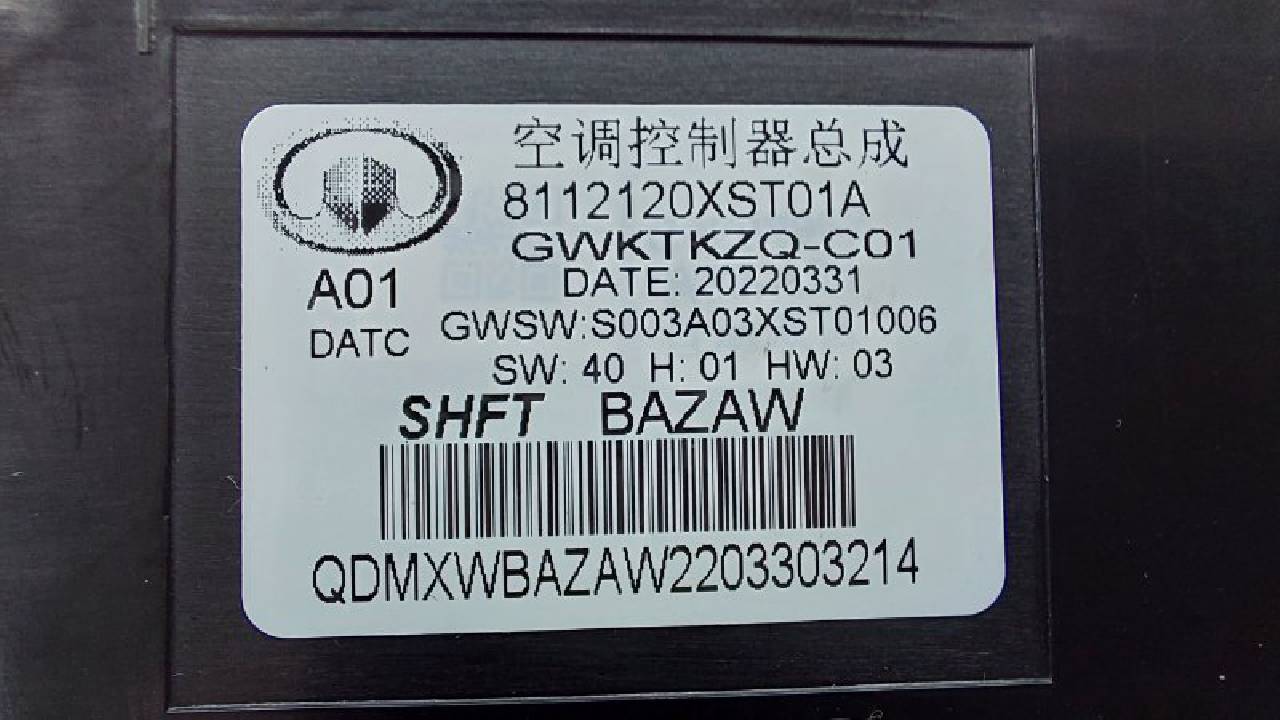 空调控制器总成
8112120XST01A
GWKTKZQ-C01
A01
DATE: 20220331
DATC
GWSW:S003A03XST01006
SW: 40 H: 01 HW: 03
SHFT BAZAW
QDMXWBAZAW2203303214